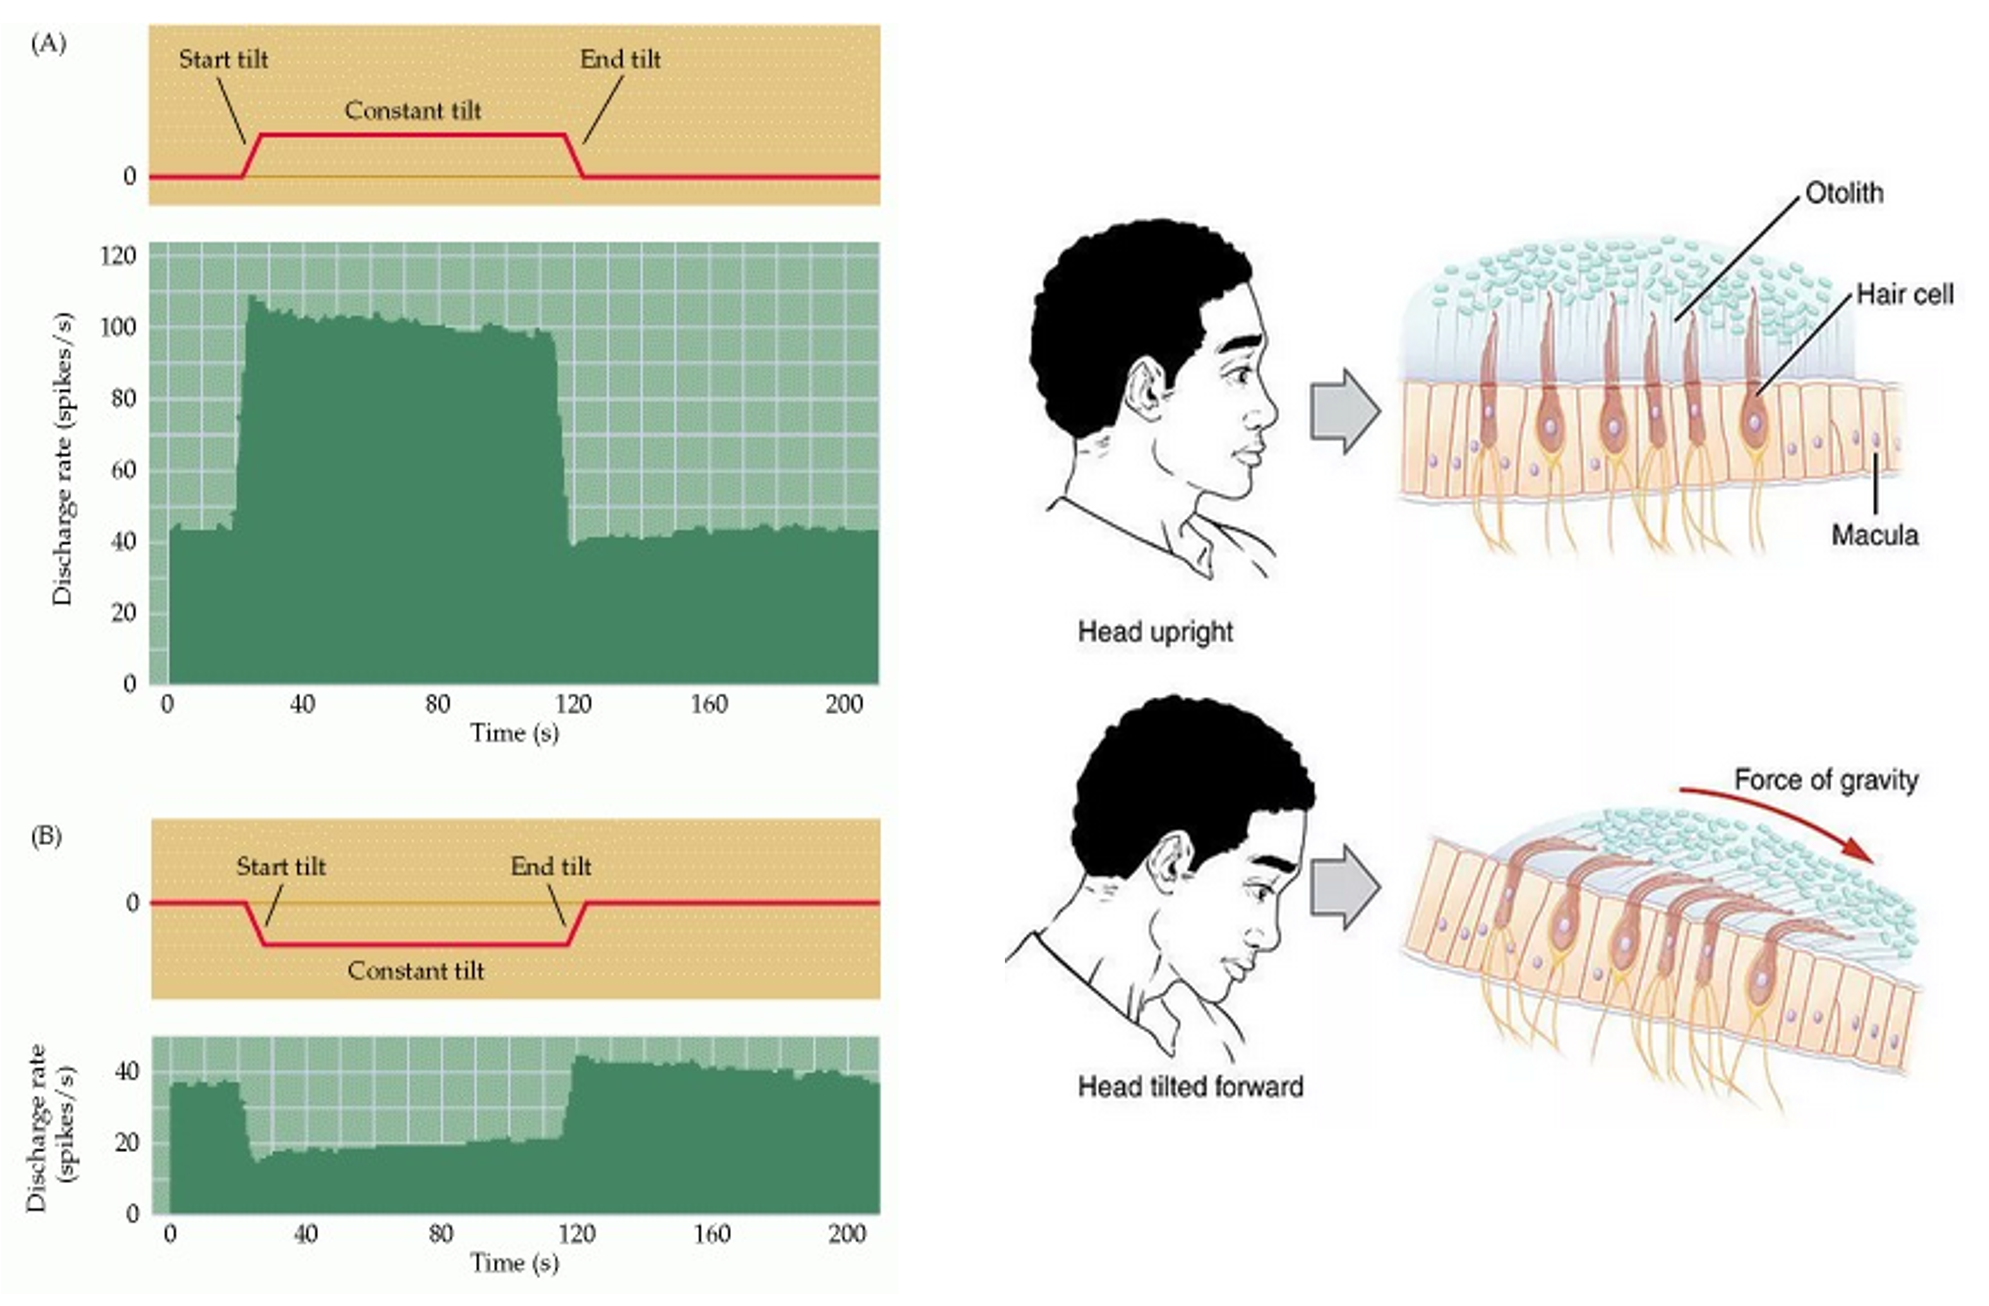 (A)
Start tilt
End tilt
Constant tilt
0
120
100
80
60
40
20
0
Discharge rate (spikes/s)
0 40 80 120 160 200
Time (s)
(B)
Start tilt
End tilt
0
Constant tilt
40
20
0
Discharge rate
(spikes/s)
0 40 80 120 160 200
Time (s)
Otolith
Hair cell
Macula
Head upright
Force of gravity
Head tilted forward